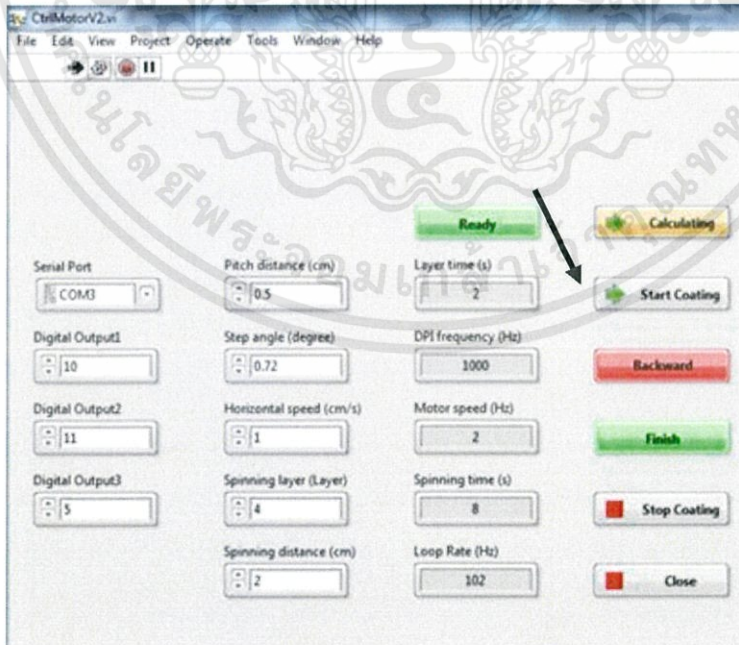 CtrlMotorV2.vi
File Edit View Project Operate Tools Window Help
Ready
Calculating
Serial Port
Pitch distance (cm)
Layer time (s)
COM3
0.5
2
Start Coating
Digital Output1
Step angle (degree)
DPI frequency (Hz)
10
0.72
1000
Backward
Digital Output2
Horizontal speed (cm/s)
Motor speed (Hz)
11
1
2
Finish
Digital Output3
Spinning layer (Layer)
Spinning time (s)
5
4
8
Stop Coating
Spinning distance (cm)
Loop Rate (Hz)
2
102
Close